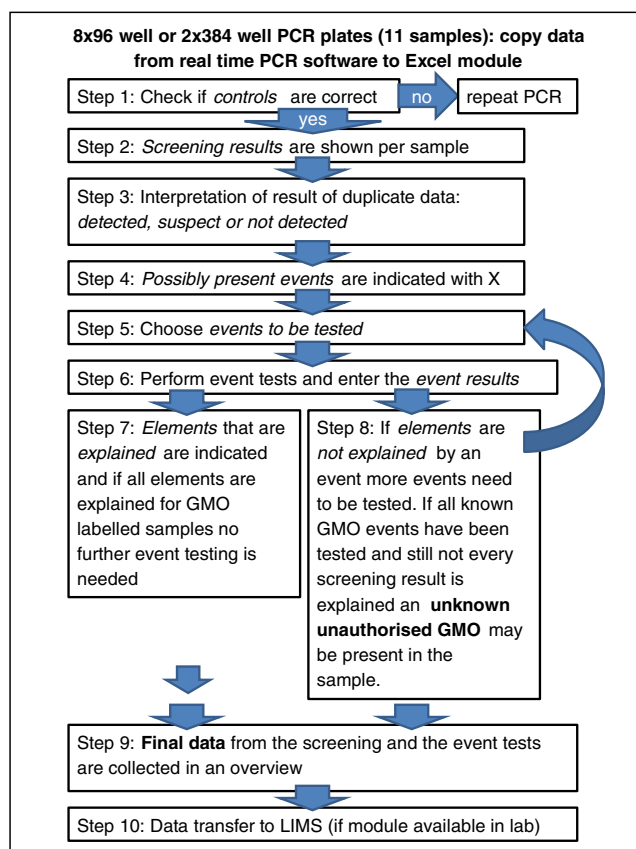 8x96 well or 2x384 well PCR plates (11 samples): copy data
from real time PCR software to Excel module
Step 1: Check if controls are correct
no
repeat PCR
yes
Step 2: Screening results are shown per sample
Step 3: Interpretation of result of duplicate data:
detected, suspect or not detected
Step 4: Possibly present events are indicated with X
Step 5: Choose events to be tested
Step 6: Perform event tests and enter the event results
Step 7: Elements that are
explained are indicated
and if all elements are
explained for GMO
labelled samples no
further event testing is
needed
Step 8: If elements are
not explained by an
event more events need
to be tested. If all known
GMO events have been
tested and still not every
screening result is
explained an unknown
unauthorised GMO may
be present in the
sample.
Step 9: Final data from the screening and the event tests
are collected in an overview
Step 10: Data transfer to LIMS (if module available in lab)